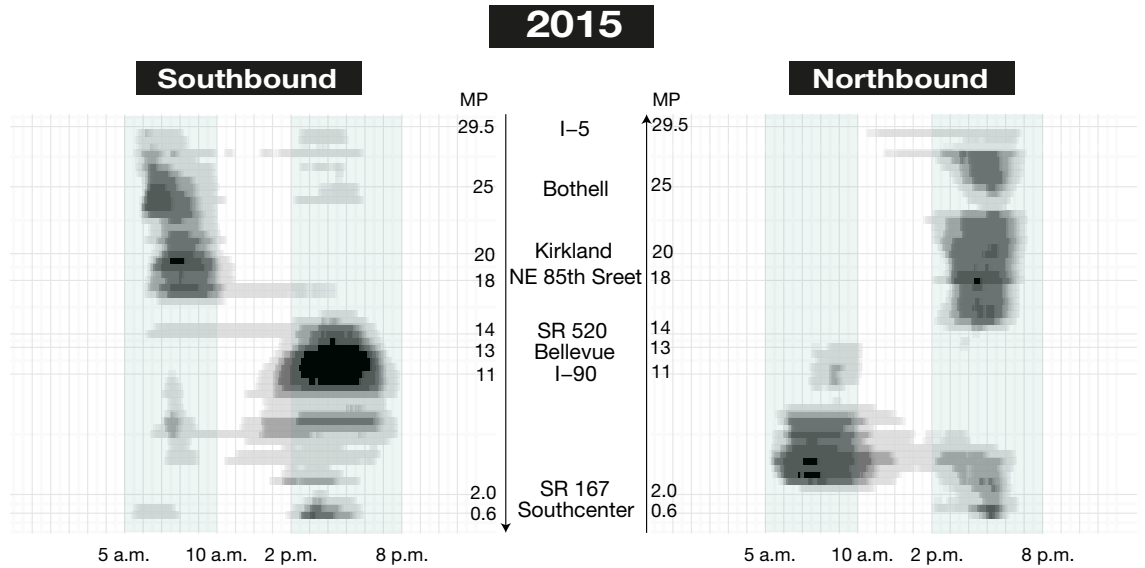 2015
Southbound
Northbound
MP
MP
29.5
I–5
29.5
25
Bothell
25
20
Kirkland
20
18
NE 85th Sreet
18
14
SR 520
14
13
Bellevue
13
11
I–90
11
2.0
SR 167
2.0
0.6
Southcenter
0.6
5 a.m.
10 a.m.
2 p.m.
8 p.m.
5 a.m.
10 a.m.
2 p.m.
8 p.m.